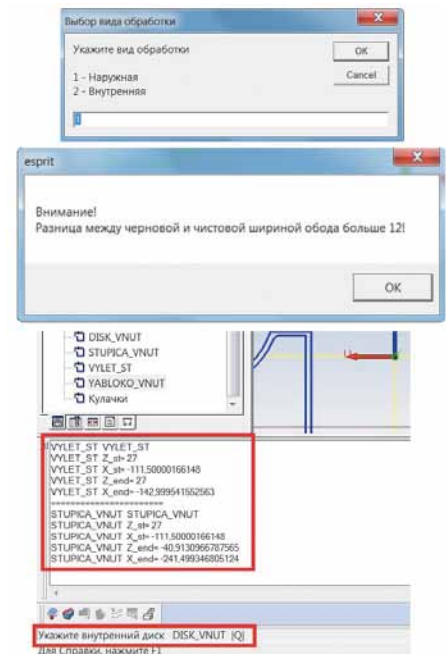 Выбор вида обработки
Укажите вид обработки
OK
1 - Наружная
Cancel
2 - Внутренняя
1
esprit
Внимание!
Разница между черновой и чистовой шириной обода больше 12!
OK
DISK_VNUT
STUPICA_VNUT
VYLET_ST
YABLOKO_VNUT
Кулачки
VYLET_ST VYLET_ST
VYLET_ST Z_st= 27
VYLET_ST X_st= -111,50000166148
VYLET_ST Z_end= 27
VYLET_ST X_end= -142,999541552563
========================
STUPICA_VNUT STUPICA_VNUT
STUPICA_VNUT Z_st= 27
STUPICA_VNUT X_st= -111,50000166148
STUPICA_VNUT Z_end= -40,9130966787565
STUPICA_VNUT X_end= -241,499346805124
Укажите внутренний диск DISK_VNUT |Q|
Для Справки, нажмите F1